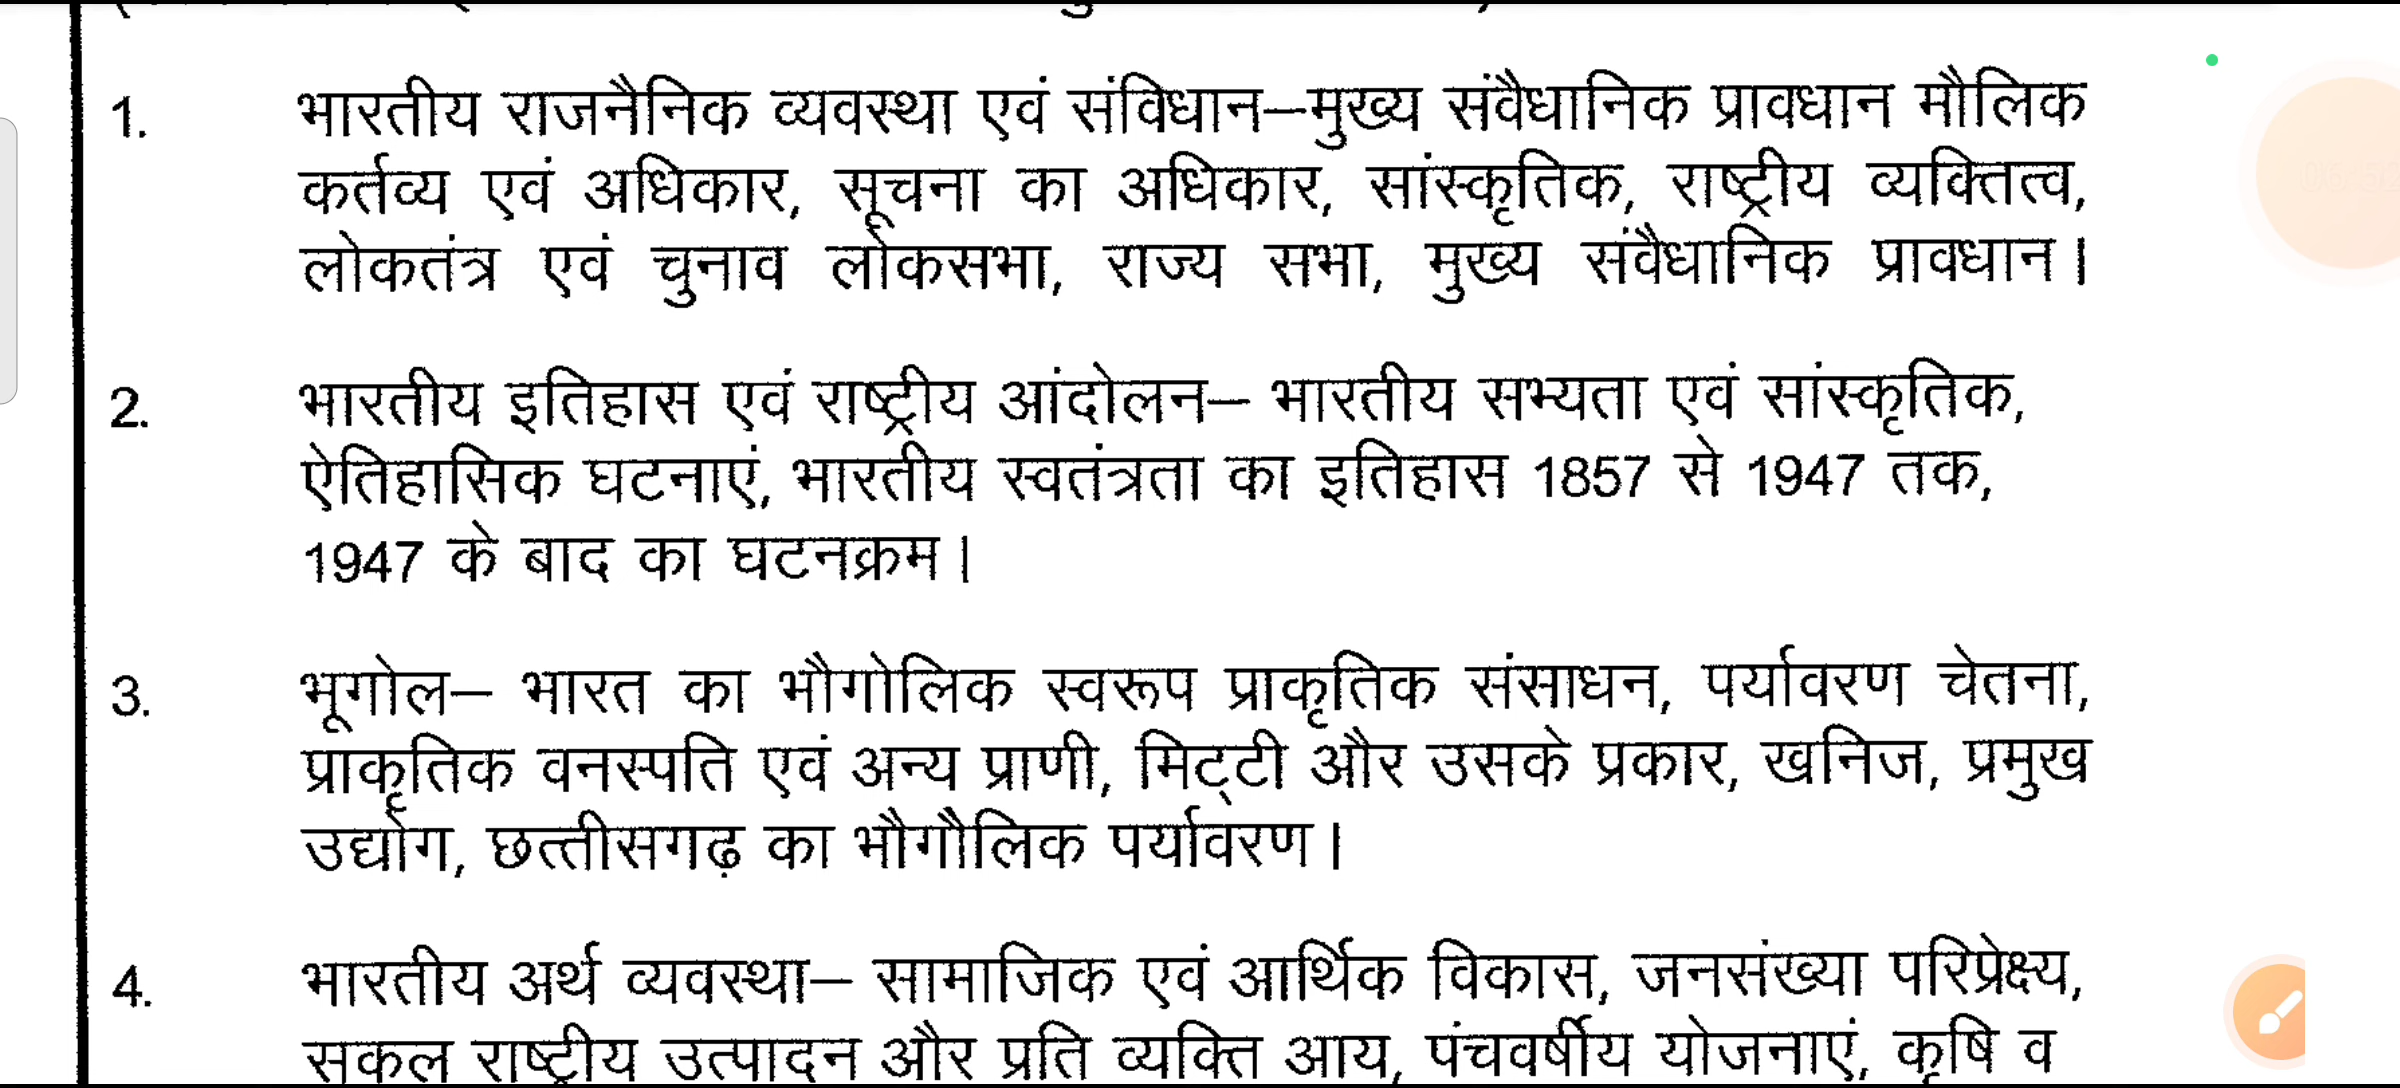 1. भारतीय राजनैनिक व्यवस्था एवं संविधान–मुख्य संवैधानिक प्रावधान मौलिक
कर्तव्य एवं अधिकार, सूचना का अधिकार, सांस्कृतिक, राष्ट्रीय व्यक्तित्व,
लोकतंत्र एवं चुनाव लोकसभा, राज्य सभा, मुख्य संवैधानिक प्रावधान।
2. भारतीय इतिहास एवं राष्ट्रीय आंदोलन– भारतीय सभ्यता एवं सांस्कृतिक,
ऐतिहासिक घटनाएं, भारतीय स्वतंत्रता का इतिहास 1857 से 1947 तक,
1947 के बाद का घटनक्रम।
3. भूगोल– भारत का भौगोलिक स्वरूप प्राकृतिक संसाधन, पर्यावरण चेतना,
प्राकृतिक वनस्पति एवं अन्य प्राणी, मिट्टी और उसके प्रकार, खनिज, प्रमुख
उद्योग, छत्तीसगढ़ का भौगौलिक पर्यावरण।
4. भारतीय अर्थ व्यवस्था– सामाजिक एवं आर्थिक विकास, जनसंख्या परिप्रेक्ष्य,
सकल राष्ट्रीय उत्पादन और प्रति व्यक्ति आय, पंचवर्षीय योजनाएं, कृषि व